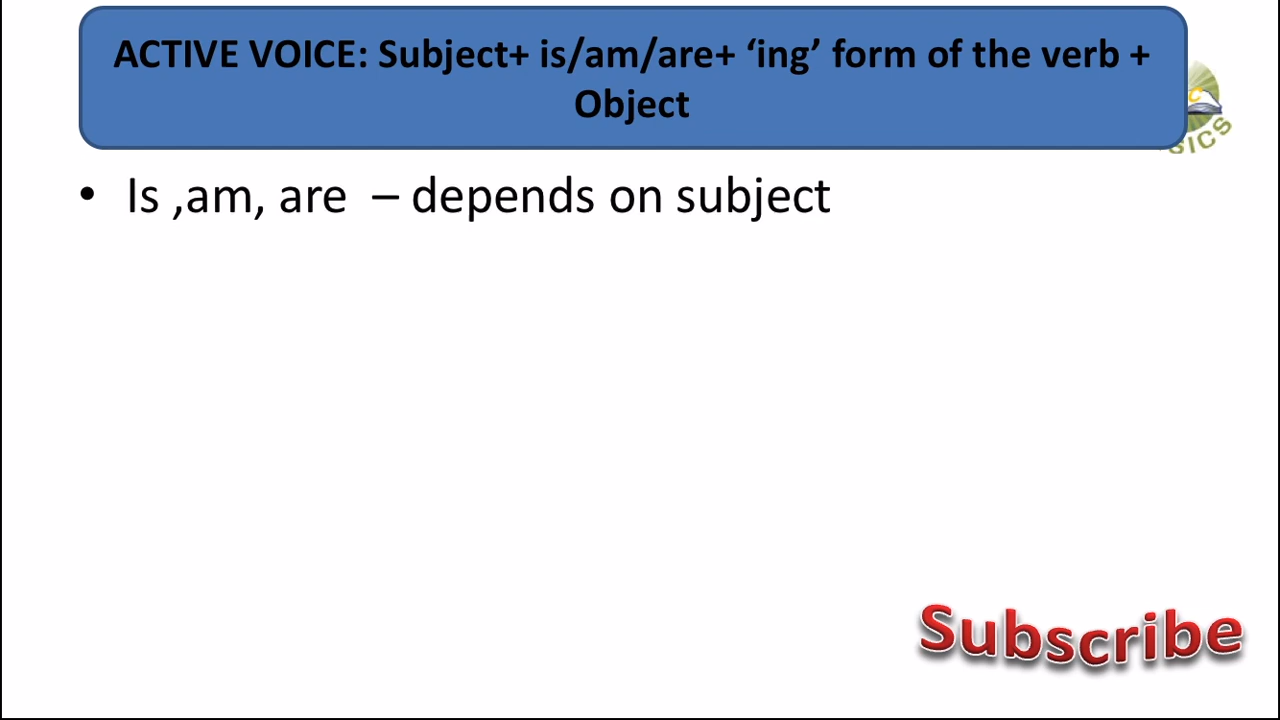 ACTIVE VOICE: Subject+ is/am/are+ ‘ing’ form of the verb +
Object
• Is ,am, are – depends on subject
Subscribe